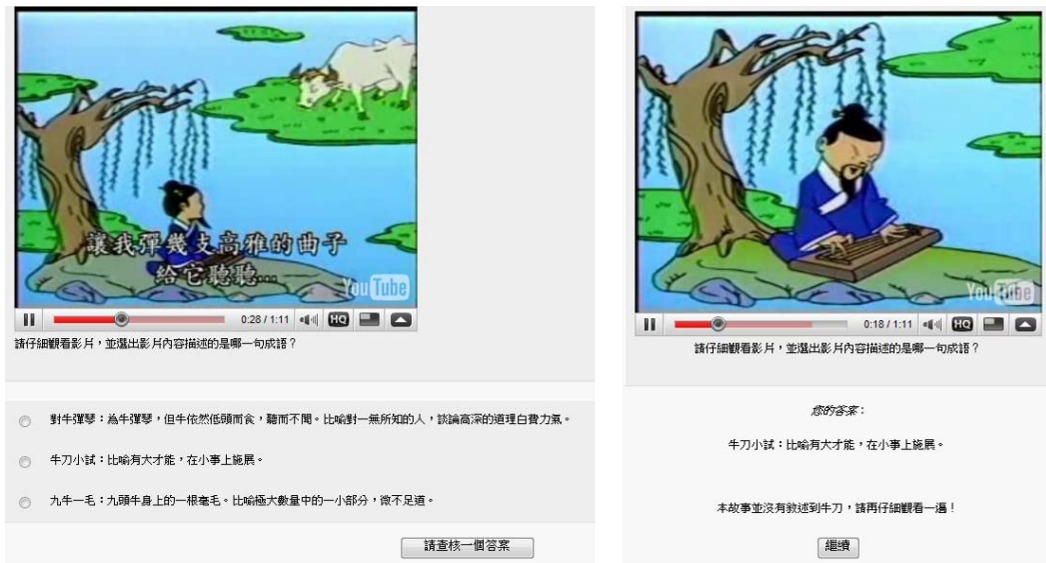 讓我彈幾支高雅的曲子
給它聽聽...
YouTube
0:28 / 1:11
HQ
請仔細觀看影片，並選出影片內容描述的是哪一句成語？
對牛彈琴：為牛彈琴，但牛依然低頭而食，聽而不聞。比喻對一無所知的人，談論高深的道理白費力氣。
牛刀小試：比喻有大才能，在小事上施展。
九牛一毛：九頭牛身上的一根毫毛。比喻極大數量中的一小部分，微不足道。
請查核一個答案
YouTube
0:18 / 1:11
HQ
請仔細觀看影片，並選出影片內容描述的是哪一句成語？
您的答案：
牛刀小試：比喻有大才能，在小事上施展。
本故事並沒有敘述到牛刀，請再仔細觀看一遍！
繼續